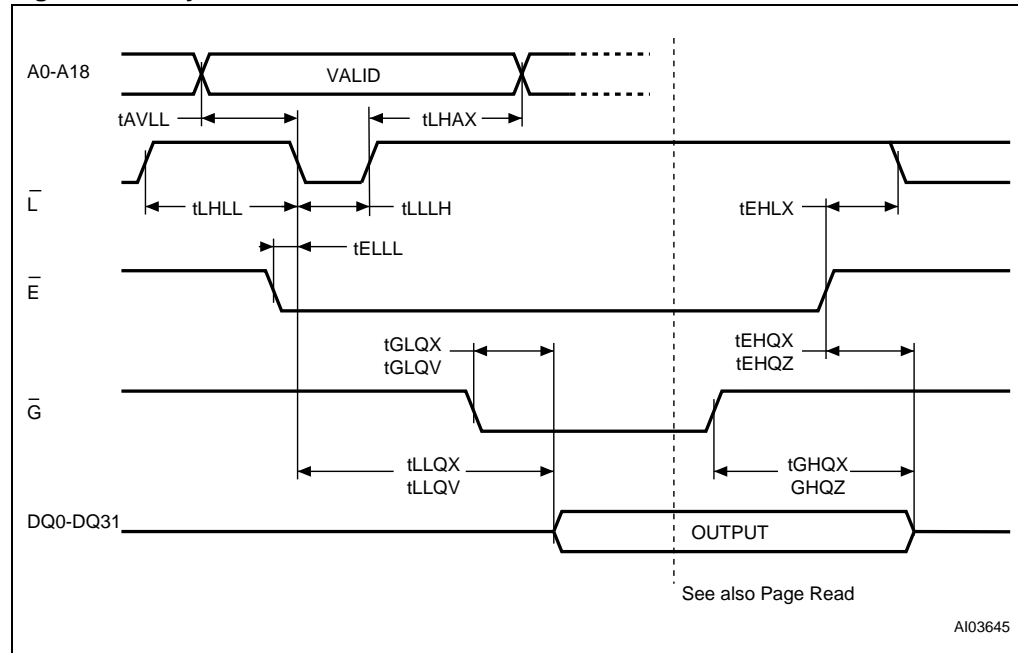 A0-A18
VALID
tAVLL
tLHAX
L̅
tLHLL
tLLLH
tEHLX
tELLL
E̅
tGLQX
tGLQV
tEHQX
tEHQZ
G̅
tLLQX
tLLQV
tGHQX
GHQZ
DQ0-DQ31
OUTPUT
See also Page Read
AI03645